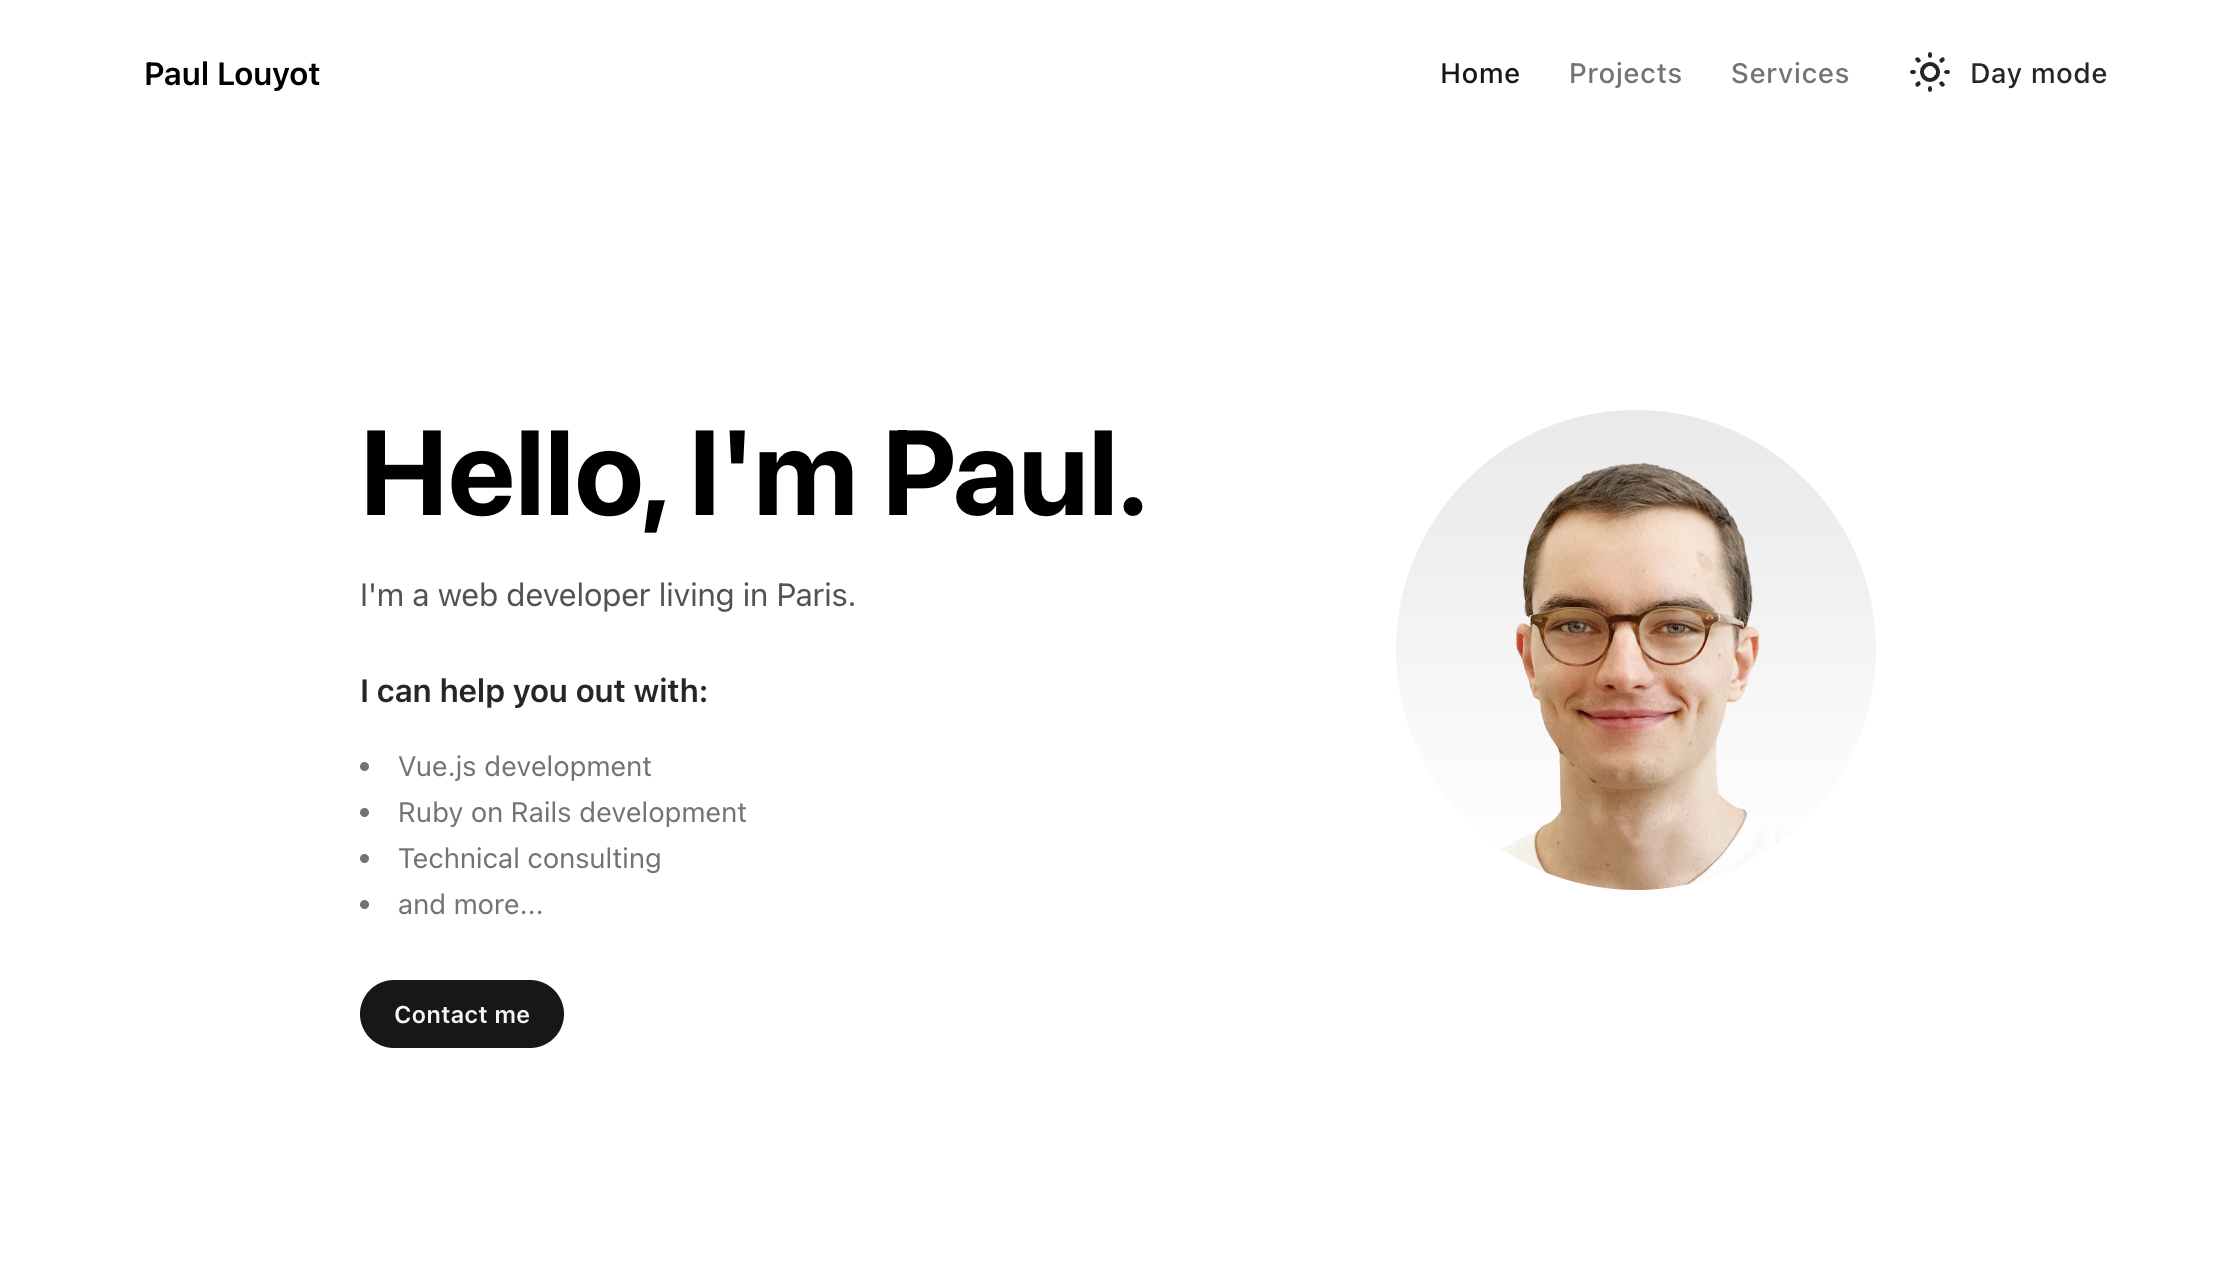 Paul Louyot
Home Projects Services Day mode
Hello, I'm Paul.
I'm a web developer living in Paris.
I can help you out with:
• Vue.js development
• Ruby on Rails development
• Technical consulting
• and more...
Contact me